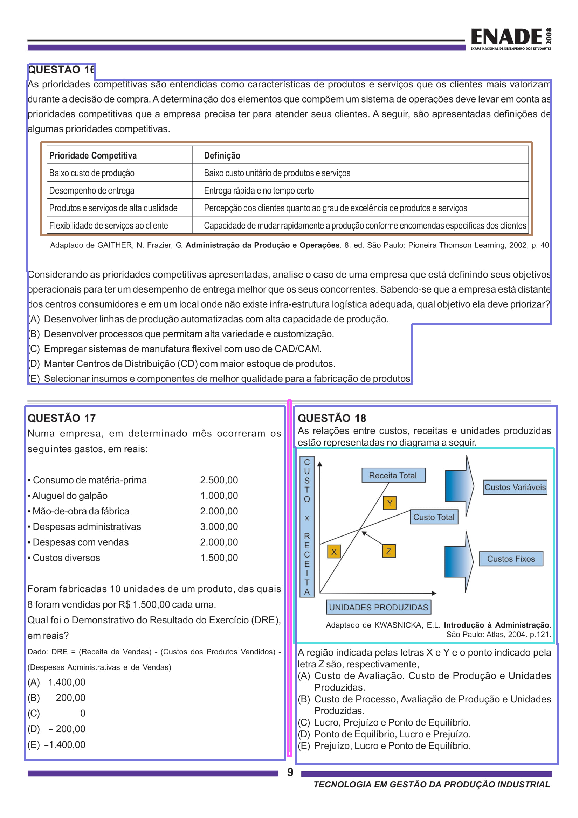 ENADE 2008
EXAME NACIONAL DE DESEMPENHO DOS ESTUDANTES
QUESTÃO 16
As prioridades competitivas são entendidas como características de produtos e serviços que os clientes mais valorizam
durante a decisão de compra. A determinação dos elementos que compõem um sistema de operações deve levar em conta as
prioridades competitivas que a empresa precisa ter para atender seus clientes. A seguir, são apresentadas definições de
algumas prioridades competitivas.
Prioridade Competitiva Definição
Baixo custo de produção Baixo custo unitário de produtos e serviços
Desempenho de entrega Entrega rápida e no tempo certo
Produtos e serviços de alta qualidade Percepção dos clientes quanto ao grau de excelência de produtos e serviços
Flexibilidade de serviços ao cliente Capacidade de mudar rapidamente a produção conforme encomendas específicas dos clientes
Adaptado de GAITHER, N. Frazier, G. Administração da Produção e Operações. 8. ed. São Paulo: Pioneira Thomson Learning, 2002, p. 40.
Considerando as prioridades competitivas apresentadas, analise o caso de uma empresa que está definindo seus objetivos
operacionais para ter um desempenho de entrega melhor que os seus concorrentes. Sabendo-se que a empresa está distante
dos centros consumidores e em um local onde não existe infra-estrutura logística adequada, qual objetivo ela deve priorizar?
(A) Desenvolver linhas de produção automatizadas com alta capacidade de produção.
(B) Desenvolver processos que permitam alta variedade e customização.
(C) Empregar sistemas de manufatura flexível com uso de CAD/CAM.
(D) Manter Centros de Distribuição (CD) com maior estoque de produtos.
(E) Selecionar insumos e componentes de melhor qualidade para a fabricação de produtos.
QUESTÃO 17
Numa empresa, em determinado mês ocorreram os
seguintes gastos, em reais:
• Consumo de matéria-prima 2.500,00
• Aluguel do galpão 1.000,00
• Mão-de-obra da fábrica 2.000,00
• Despesas administrativas 3.000,00
• Despesas com vendas 2.000,00
• Custos diversos 1.500,00
Foram fabricadas 10 unidades de um produto, das quais
8 foram vendidas por R$ 1.500,00 cada uma.
Qual foi o Demonstrativo do Resultado do Exercício (DRE),
em reais?
Dado: DRE = (Receita de Vendas) - (Custos dos Produtos Vendidos) -
(Despesas Administrativas e de Vendas)
(A) 1.400,00
(B) 200,00
(C) 0
(D) – 200,00
(E) –1.400,00
QUESTÃO 18
As relações entre custos, receitas e unidades produzidas
estão representadas no diagrama a seguir.
CUSTO x RECEITA
Receita Total
Custos Variáveis
Y
Custo Total
X
Z
Custos Fixos
UNIDADES PRODUZIDAS
Adaptado de KWASNICKA, E.L. Introdução à Administração.
São Paulo: Atlas, 2004. p.121.
A região indicada pelas letras X e Y e o ponto indicado pela
letra Z são, respectivamente,
(A) Custo de Avaliação, Custo de Produção e Unidades
Produzidas.
(B) Custo de Processo, Avaliação de Produção e Unidades
Produzidas.
(C) Lucro, Prejuízo e Ponto de Equilíbrio.
(D) Ponto de Equilíbrio, Lucro e Prejuízo.
(E) Prejuízo, Lucro e Ponto de Equilíbrio.
9
TECNOLOGIA EM GESTÃO DA PRODUÇÃO INDUSTRIAL